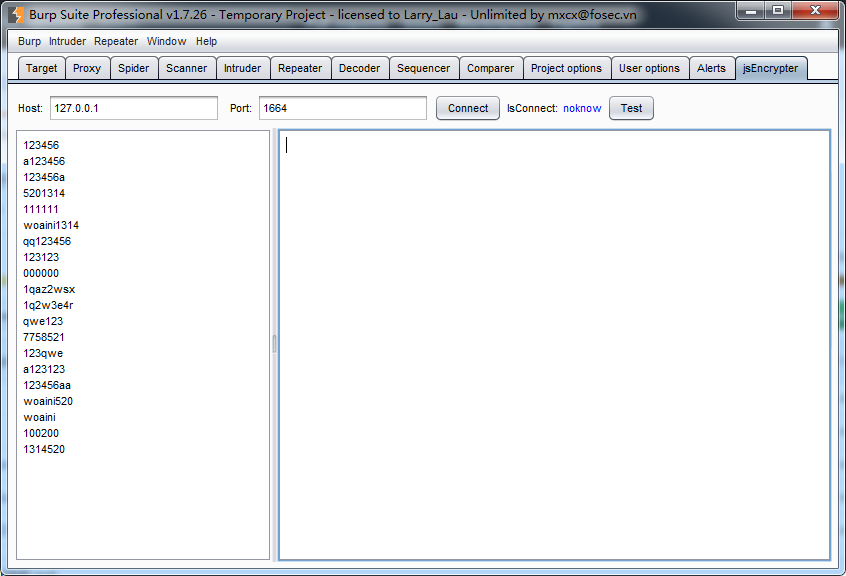 Burp Suite Professional v1.7.26 - Temporary Project - licensed to Larry_Lau - Unlimited by mxcx@fosec.vn
Burp Intruder Repeater Window Help
Target Proxy Spider Scanner Intruder Repeater Decoder Sequencer Comparer Project options User options Alerts jsEncrypter
Host: 127.0.0.1 Port: 1664 Connect IsConnect: noknow Test
123456
a123456
123456a
5201314
111111
woaini1314
qq123456
123123
000000
1qaz2wsx
1q2w3e4r
qwe123
7758521
123qwe
a123123
123456aa
woaini520
woaini
100200
1314520